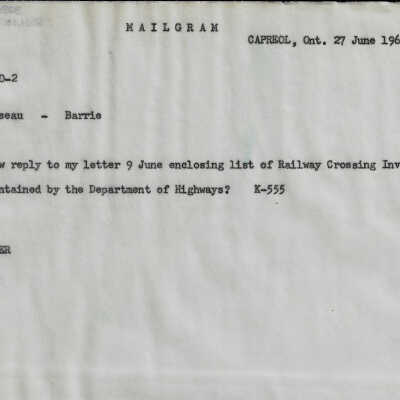 MAILGRAM
CAPREOL, Ont. 27 June 196
0-2
seau - Barrie
w reply to my letter 9 June enclosing list of Railway Crossing Inv
ntained by the Department of Highways? K-555
ER